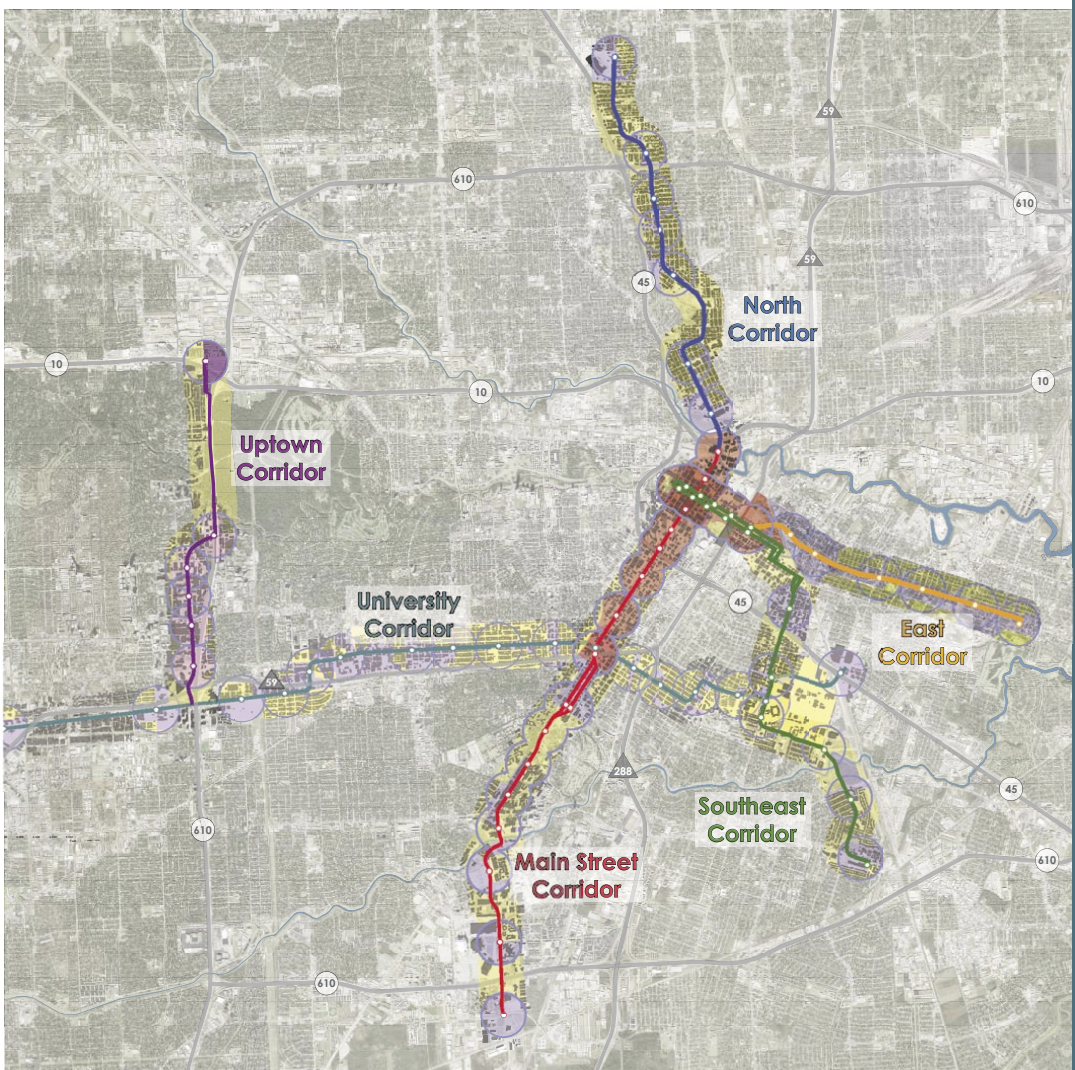 59
610
610
59
45
North
Corridor
10
10
10
Uptown
Corridor
University
Corridor
45
East
Corridor
59
288
45
Southeast
Corridor
610
Main Street
Corridor
610
610